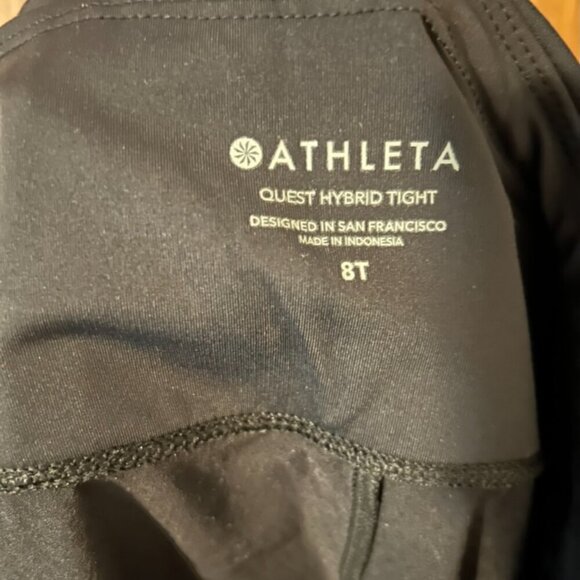 ATHLETA
QUEST HYBRID TIGHT
DESIGNED IN SAN FRANCISCO
MADE IN INDONESIA
8T